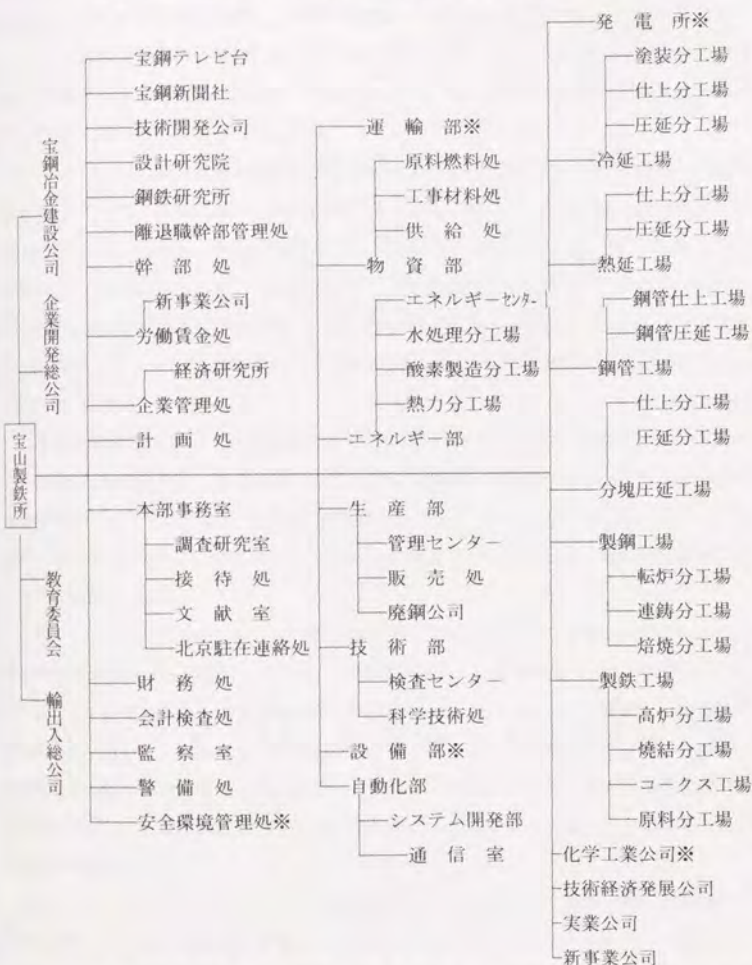 宝鋼冶金建設公司
企業開発総公司
宝山製鉄所
教育委員会
輸出入総公司
宝鋼テレビ台
宝鋼新聞社
技術開発公司
設計研究院
鋼鉄研究所
離退職幹部管理処
幹部処
新事業公司
労働賃金処
経済研究所
企業管理処
計画処
本部事務室
調査研究室
接待処
文献室
北京駐在連絡処
財務処
会計検査処
監察室
警備処
安全環境管理処※
運輸部※
原料燃料処
工事材料処
供給処
物資部
エネルギーセンター
水処理分工場
酸素製造分工場
熱力分工場
エネルギー部
生産部
管理センター
販売処
廃鋼公司
技術部
検査センター
科学技術処
設備部※
自動化部
システム開発部
通信室
発電所※
塗装分工場
仕上分工場
圧延分工場
冷延工場
仕上分工場
圧延分工場
熱延工場
鋼管仕上工場
鋼管圧延工場
鋼管工場
仕上分工場
圧延分工場
分塊圧延工場
製鋼工場
転炉分工場
連鋳分工場
焙焼分工場
製鉄工場
高炉分工場
焼結分工場
コークス工場
原料分工場
化学工業公司※
技術経済発展公司
実業公司
新事業公司